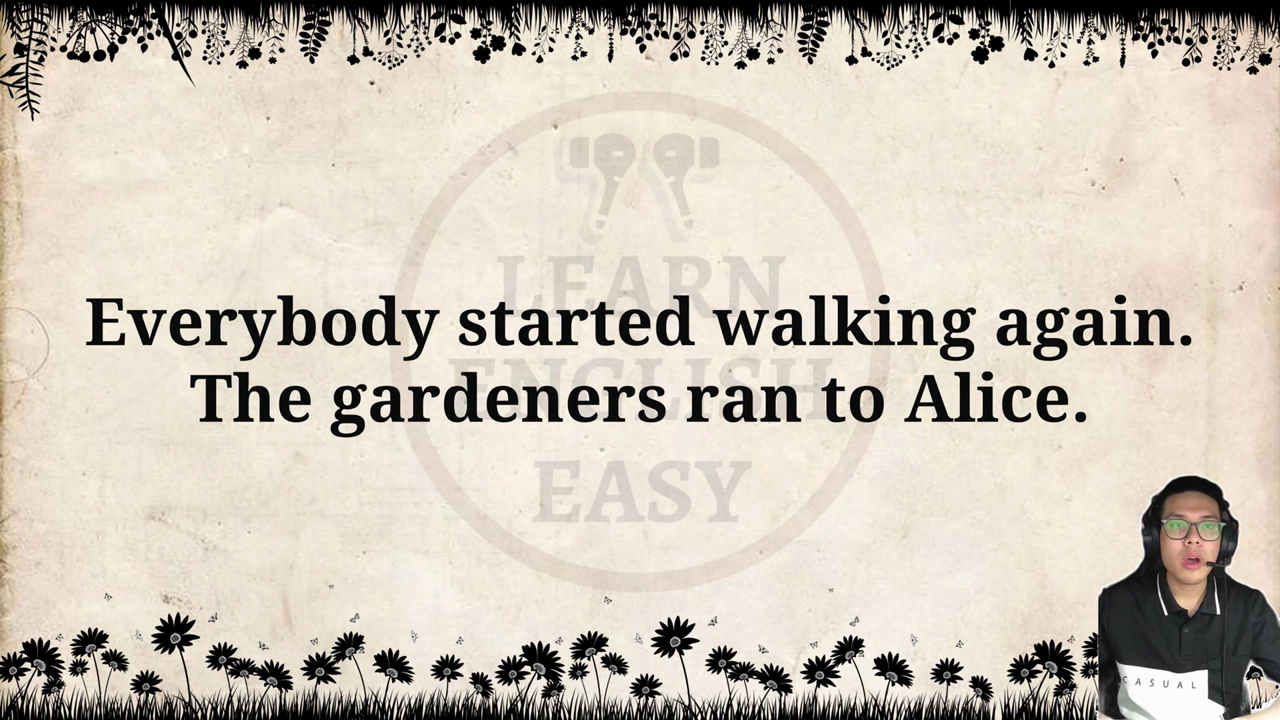 LEARN
Everybody started walking again.
ENGLISH
The gardeners ran to Alice.
EASY
CASUAL